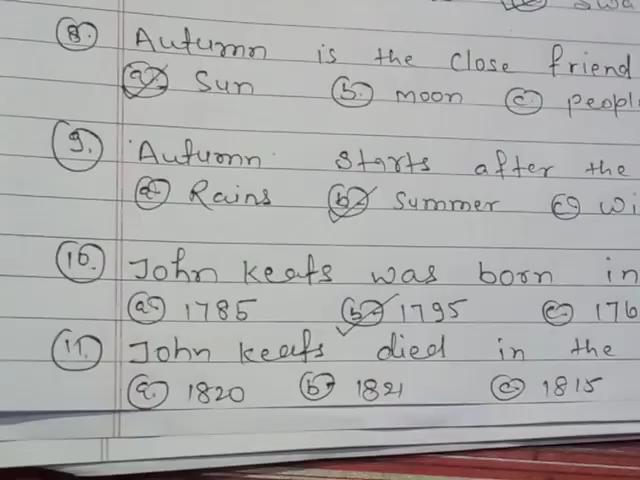 swa
8. Autumn is the close friend
a. Sun b. moon c. peopl
9. 'Autumn' starts after the
a. Rains b. Summer c. Wi
10. John Keats was born in
a. 1785 b. 1795 c. 176
11. John Keats died in the
a. 1820 b. 1821 c. 1815